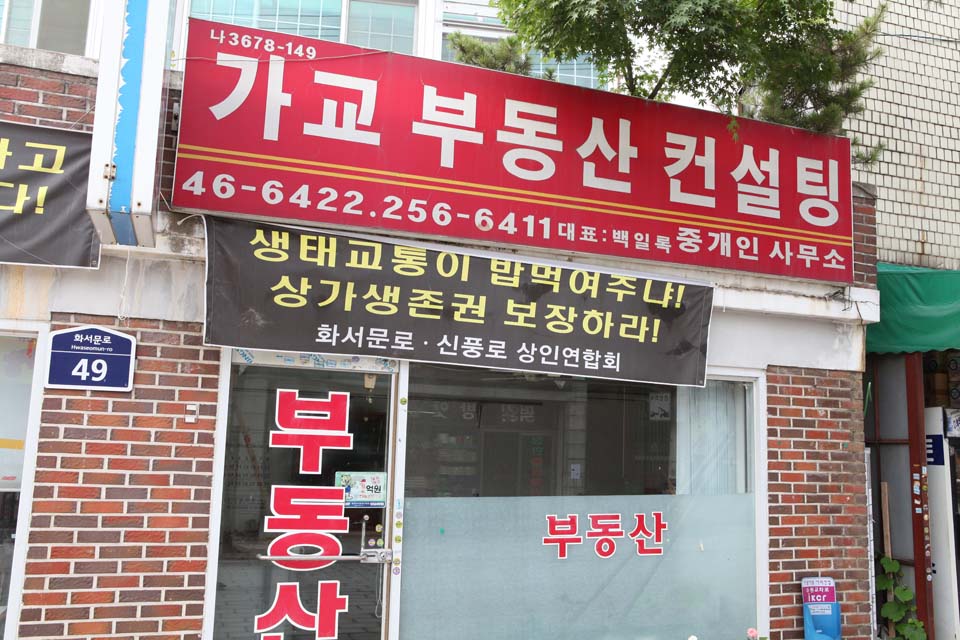 나3678-149
가교 부동산 컨설팅
46-6422.256-6411 대표:백일록 중개인 사무소
생태교통이 밥먹여주냐!
상가생존권 보장하라!
화서문로·신풍로 상인연합회
화서문로
Hwaseomun-ro
49
부동산
억원
부동산